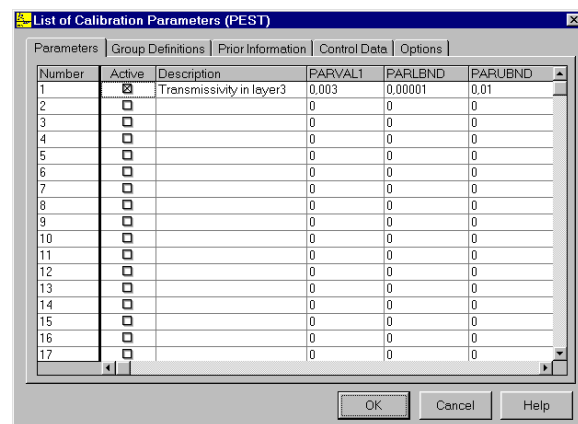 List of Calibration Parameters (PEST)
Parameters Group Definitions Prior Information Control Data Options
Number Active Description PARVAL1 PARLBND PARUBND
1 Transmissivity in layer3 0,003 0,00001 0,01
2 0 0 0
3 0 0 0
4 0 0 0
5 0 0 0
6 0 0 0
7 0 0 0
8 0 0 0
9 0 0 0
10 0 0 0
11 0 0 0
12 0 0 0
13 0 0 0
14 0 0 0
15 0 0 0
16 0 0 0
17 0 0 0
OK Cancel Help